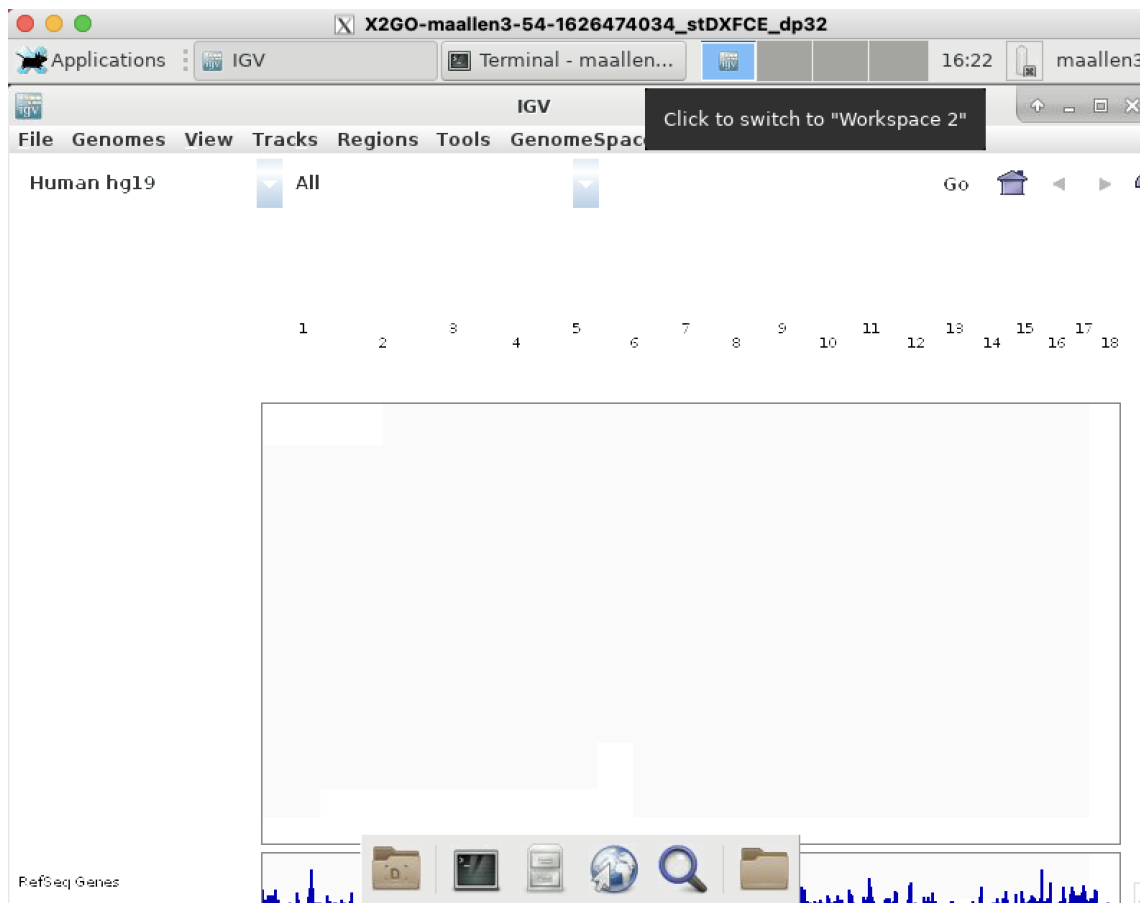 X2GO-maallen3-54-1626474034_stDXFCE_dp32
Applications IGV Terminal - maallen... 16:22 maallen3
IGV
Click to switch to "Workspace 2"
File Genomes View Tracks Regions Tools GenomeSpac
Human hg19 All Go
1 3 5 7 9 11 13 15 17
2 4 6 8 10 12 14 16 18
RefSeq Genes